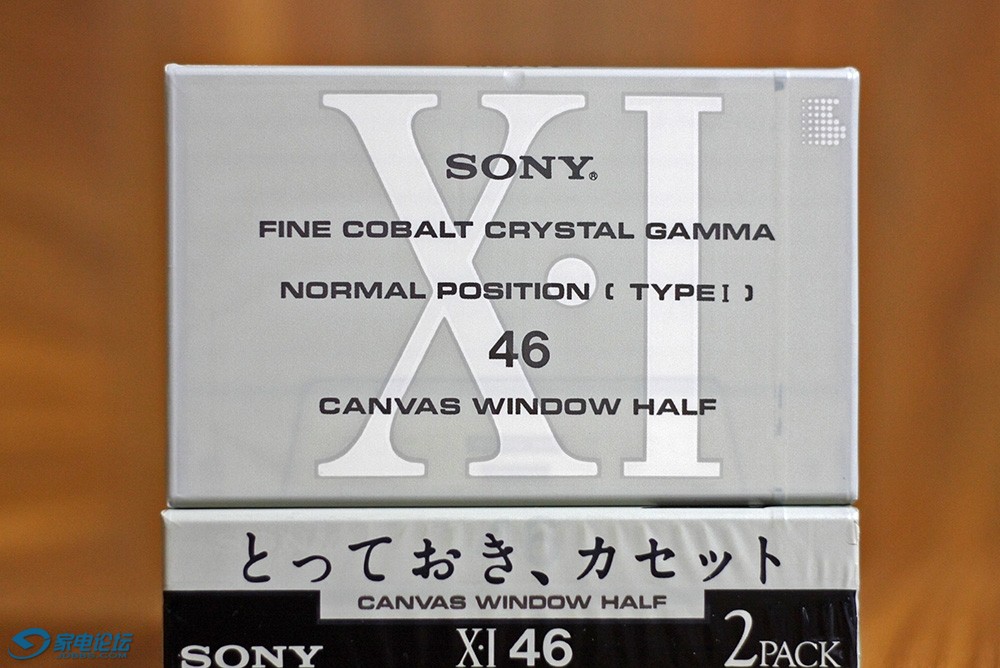 X·I
SONY®
FINE COBALT CRYSTAL GAMMA
NORMAL POSITION ( TYPE I )
46
CANVAS WINDOW HALF
とっておき、カセット
CANVAS WINDOW HALF
SONY X·I 46 2PACK
家电论坛